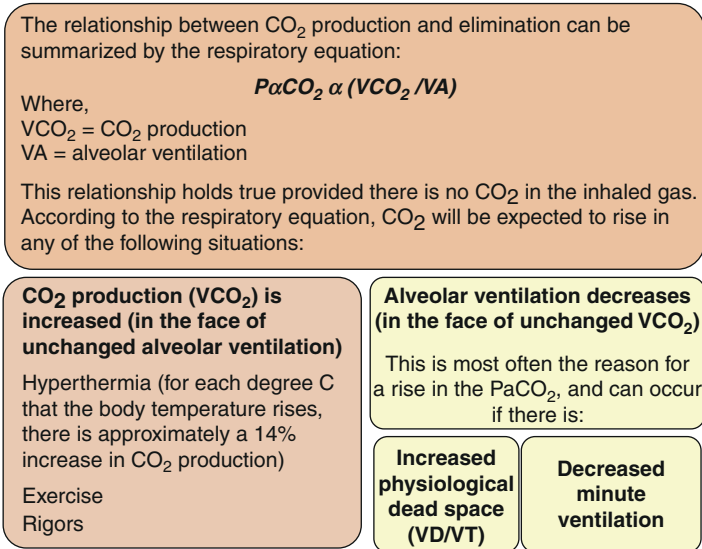 The relationship between CO₂ production and elimination can be
summarized by the respiratory equation:
PαCO₂ α (VCO₂ /VA)
Where,
VCO₂ = CO₂ production
VA = alveolar ventilation
This relationship holds true provided there is no CO₂ in the inhaled gas.
According to the respiratory equation, CO₂ will be expected to rise in
any of the following situations:
CO₂ production (VCO₂) is
increased (in the face of
unchanged alveolar ventilation)
Hyperthermia (for each degree C
that the body temperature rises,
there is approximately a 14%
increase in CO₂ production)
Exercise
Rigors
Alveolar ventilation decreases
(in the face of unchanged VCO₂)
This is most often the reason for
a rise in the PaCO₂, and can occur
if there is:
Increased
physiological
dead space
(VD/VT)
Decreased
minute
ventilation